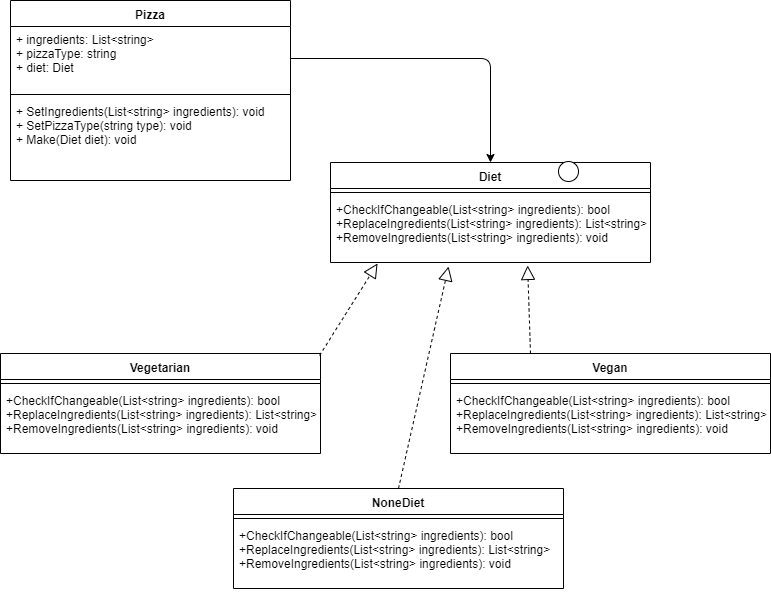 Pizza
+ ingredients: List<string>
+ pizzaType: string
+ diet: Diet
+ SetIngredients(List<string> ingredients): void
+ SetPizzaType(string type): void
+ Make(Diet diet): void
Diet
+CheckIfChangeable(List<string> ingredients): bool
+ReplaceIngredients(List<string> ingredients): List<string>
+RemoveIngredients(List<string> ingredients): void
Vegetarian
+CheckIfChangeable(List<string> ingredients): bool
+ReplaceIngredients(List<string> ingredients): List<string>
+RemoveIngredients(List<string> ingredients): void
Vegan
+CheckIfChangeable(List<string> ingredients): bool
+ReplaceIngredients(List<string> ingredients): List<string>
+RemoveIngredients(List<string> ingredients): void
NoneDiet
+CheckIfChangeable(List<string> ingredients): bool
+ReplaceIngredients(List<string> ingredients): List<string>
+RemoveIngredients(List<string> ingredients): void